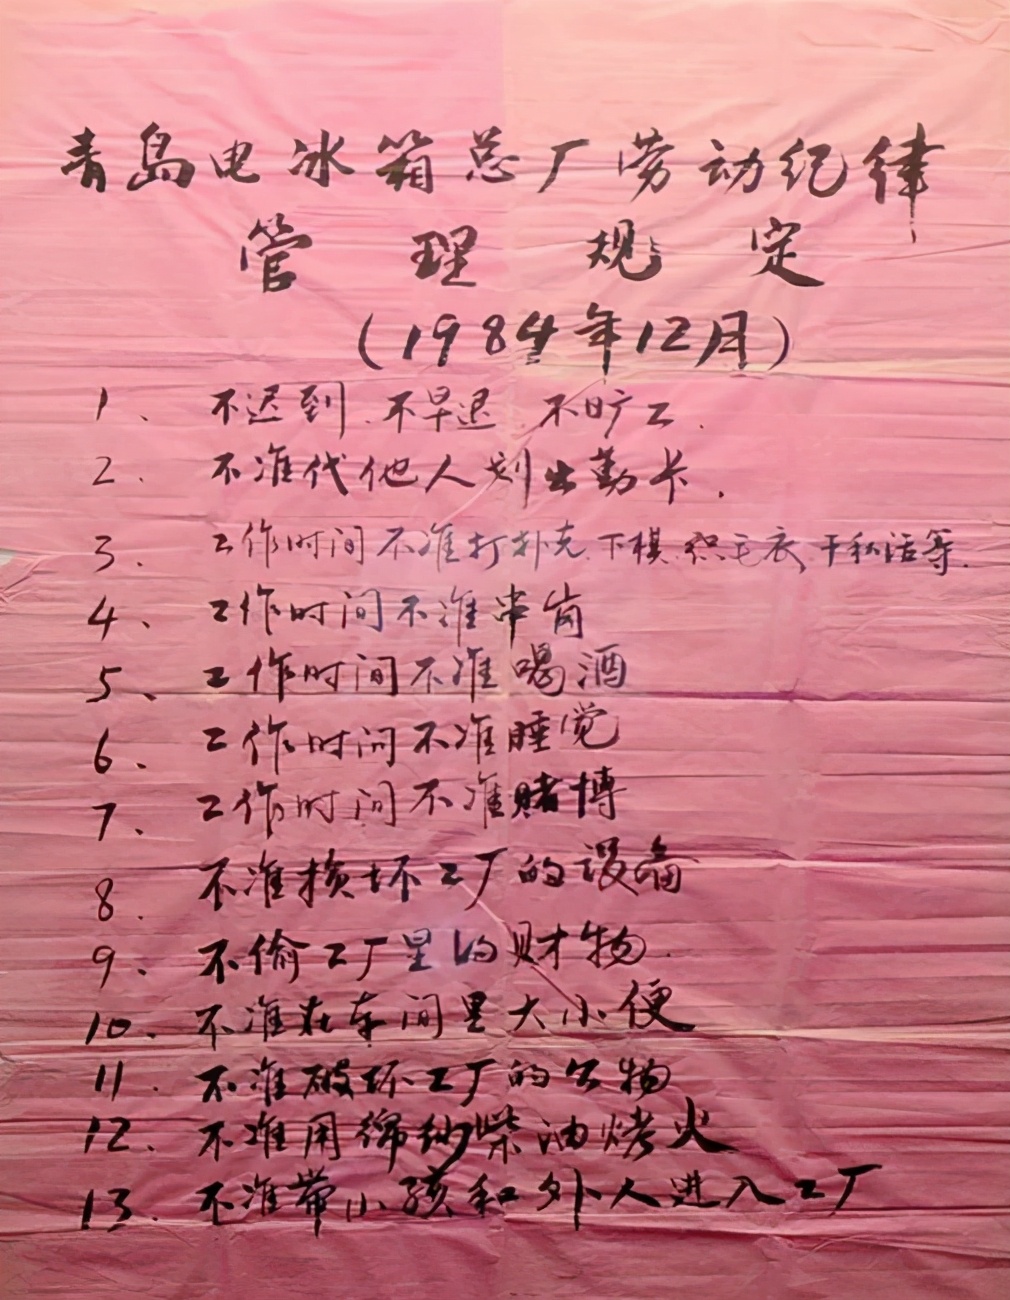 青岛电冰箱总厂劳动纪律
管理规定
(1984年12月)
1、不迟到、不早退、不旷工.
2. 不准代他人划出勤卡.
3. 工作时间不准打扑克、下棋、织毛衣、干私活等.
4、工作时间不准串岗
5、工作时间不准喝酒
6、工作时间不准睡觉
7、工作时间不准赌博
8. 不准损坏工厂的设备
9、不偷工厂里的财物.
10、不准在车间里大小便
11. 不准破坏工厂的公物
12. 不准用绵纱柴油烤火
13. 不准带小孩和外人进入工厂